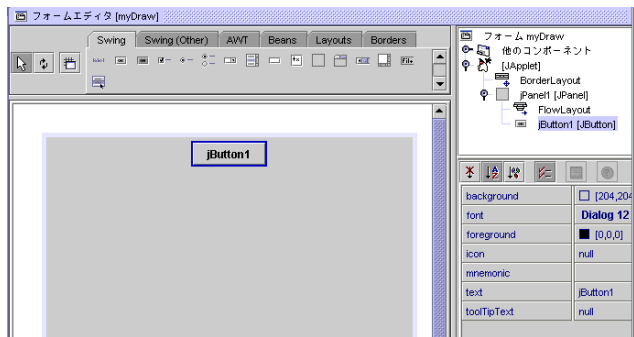 フォームエディタ [myDraw]
Swing Swing (Other) AWT Beans Layouts Borders
jButton1
フォーム myDraw
他のコンポーネント
[JApplet]
BorderLayou
jPanel1 [JPan
FlowLayout
jButton1 [JButton]
background [204,204
font Dialog 12
foreground [0,0,0]
icon null
mnemonic
text jButton1
toolTipText null